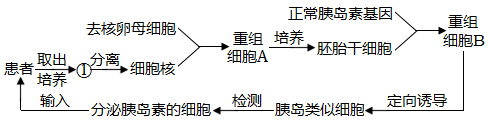 去核卵母细胞
正常胰岛素基因
患者 取出 培养 ① 分离 细胞核
重组 细胞A
培养
胚胎干细胞
重组 细胞B
输入
分泌胰岛素的细胞
检测
胰岛类似细胞
定向诱导